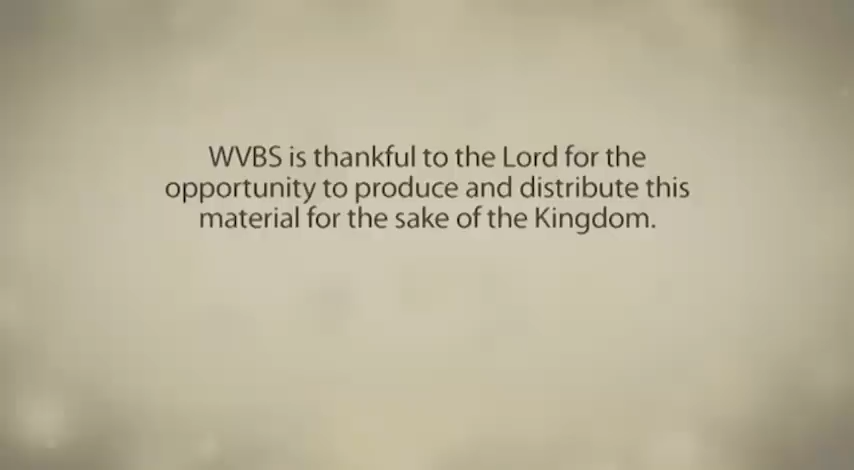 WVBS is thankful to the Lord for the
opportunity to produce and distribute this
material for the sake of the Kingdom.